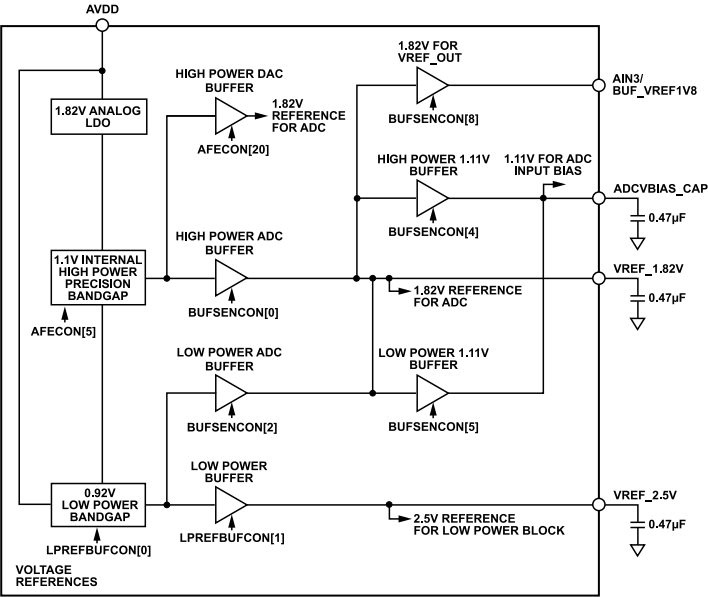 AVDD
1.82V ANALOG
LDO
HIGH POWER DAC
BUFFER
1.82V
REFERENCE
FOR ADC
AFECON[20]
1.82V FOR
VREF_OUT
BUFSENCON[8]
AIN3/
BUF_VREF1V8
HIGH POWER 1.11V
BUFFER
BUFSENCON[4]
1.11V FOR ADC
INPUT BIAS
ADCVBIAS_CAP
0.47µF
1.1V INTERNAL
HIGH POWER
PRECISION
BANDGAP
AFECON[5]
HIGH POWER ADC
BUFFER
BUFSENCON[0]
1.82V REFERENCE
FOR ADC
VREF_1.82V
0.47µF
LOW POWER ADC
BUFFER
BUFSENCON[2]
LOW POWER 1.11V
BUFFER
BUFSENCON[5]
0.92V
LOW POWER
BANDGAP
LPREFBUFCON[0]
LOW POWER
BUFFER
LPREFBUFCON[1]
2.5V REFERENCE
FOR LOW POWER BLOCK
VREF_2.5V
0.47µF
VOLTAGE
REFERENCES